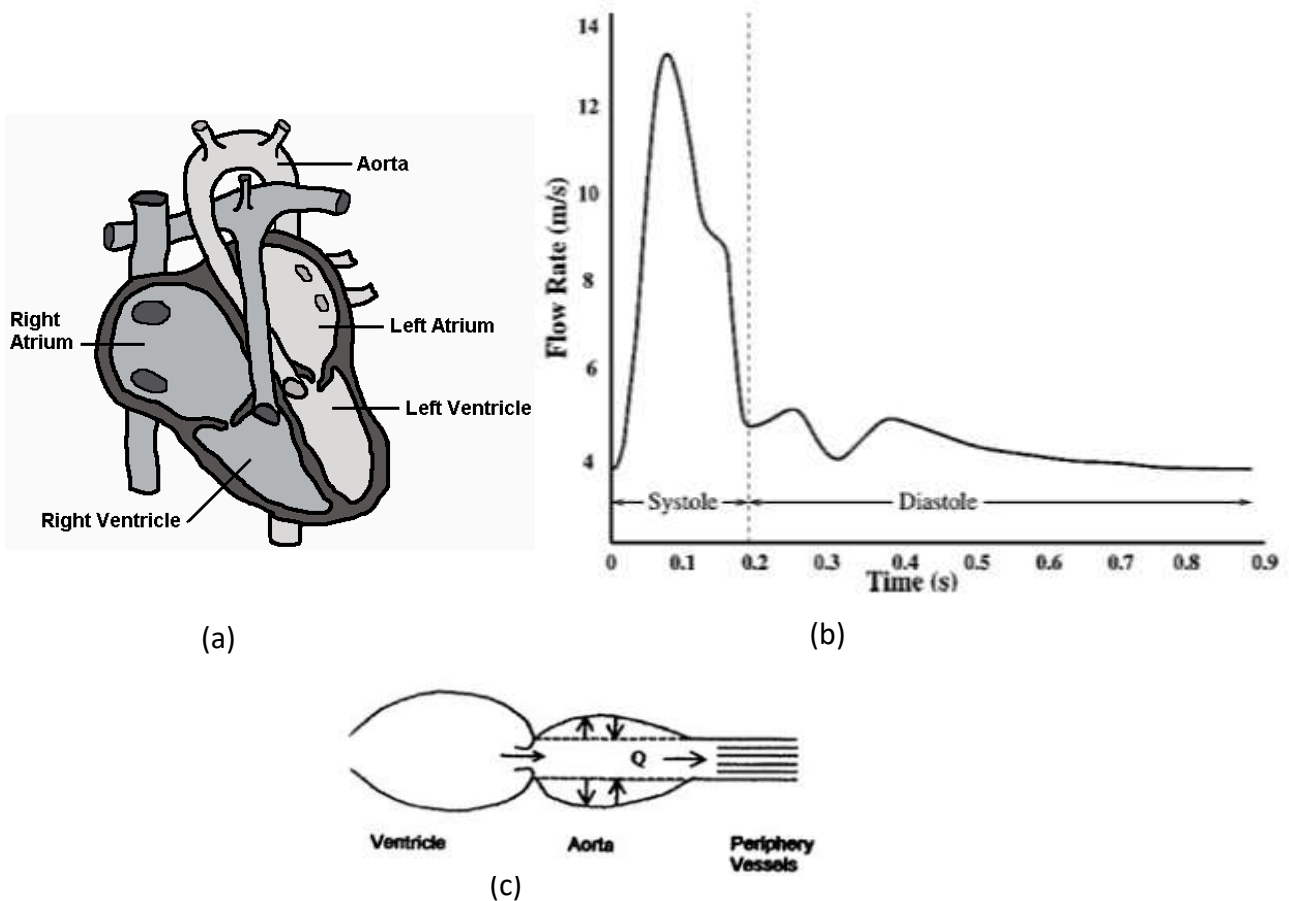 Aorta
Right
Atrium
Left Atrium
Left Ventricle
Right Ventricle
(a)
Flow Rate (m/s)
14
12
10
8
6
4
Systole
Diastole
0 0.1 0.2 0.3 0.4 0.5 0.6 0.7 0.8 0.9
Time (s)
(b)
Q
Ventricle Aorta Periphery
Vessels
(c)